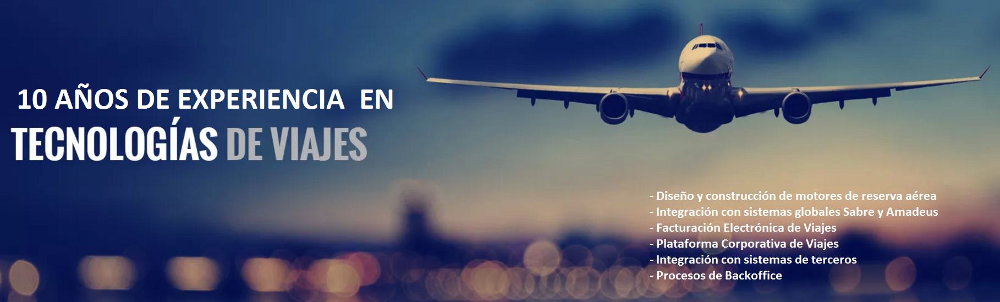 10 AÑOS DE EXPERIENCIA EN
TECNOLOGÍAS DE VIAJES
- Diseño y construcción de motores de reserva aérea
- Integración con sistemas globales Sabre y Amadeus
- Facturación Electrónica de Viajes
- Plataforma Corporativa de Viajes
- Integración con sistemas de terceros
- Procesos de Backoffice